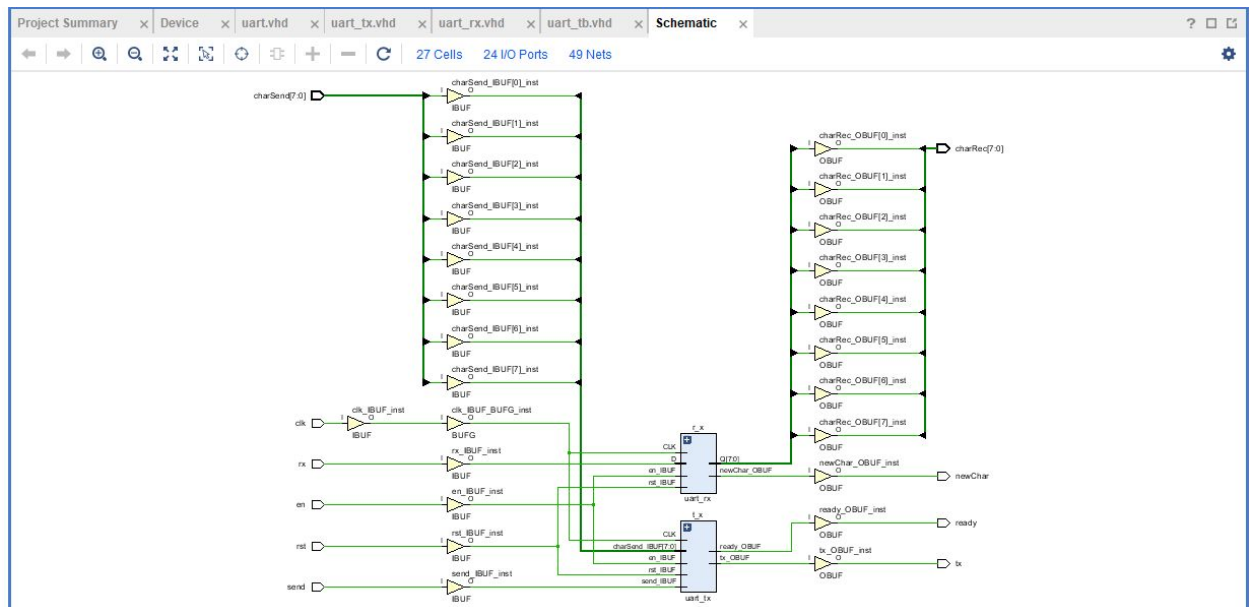 Project Summary × Device × uart.vhd × uart_tx.vhd × uart_rx.vhd × uart_tb.vhd × Schematic × ?
27 Cells 24 I/O Ports 49 Nets
charSend[7:0]
charSend_IBUF[0]_inst
I O
IBUF
charSend_IBUF[1]_inst
I O
IBUF
charSend_IBUF[2]_inst
I O
IBUF
charSend_IBUF[3]_inst
I O
IBUF
charSend_IBUF[4]_inst
I O
IBUF
charSend_IBUF[5]_inst
I O
IBUF
charSend_IBUF[6]_inst
I O
IBUF
charSend_IBUF[7]_inst
I O
IBUF
clk
clk_IBUF_inst
I O
IBUF
clk_IBUF_BUFG_inst
I O
BUFG
rx
rx_IBUF_inst
I O
IBUF
en
en_IBUF_inst
I O
IBUF
rst
rst_IBUF_inst
I O
IBUF
send
send_IBUF_inst
I O
IBUF
r_x
CLK
D
en_IBUF
rst_IBUF
Q[7:0]
newChar_OBUF
uart_rx
t_x
CLK
charSend_IBUF[7:0]
en_IBUF
rst_IBUF
send_IBUF
ready_OBUF
tx_OBUF
uart_tx
charRec_OBUF[0]_inst
I O
OBUF
charRec[7:0]
charRec_OBUF[1]_inst
I O
OBUF
charRec_OBUF[2]_inst
I O
OBUF
charRec_OBUF[3]_inst
I O
OBUF
charRec_OBUF[4]_inst
I O
OBUF
charRec_OBUF[5]_inst
I O
OBUF
charRec_OBUF[6]_inst
I O
OBUF
charRec_OBUF[7]_inst
I O
OBUF
newChar_OBUF_inst
I O
OBUF
newChar
ready_OBUF_inst
I O
OBUF
ready
tx_OBUF_inst
I O
OBUF
tx